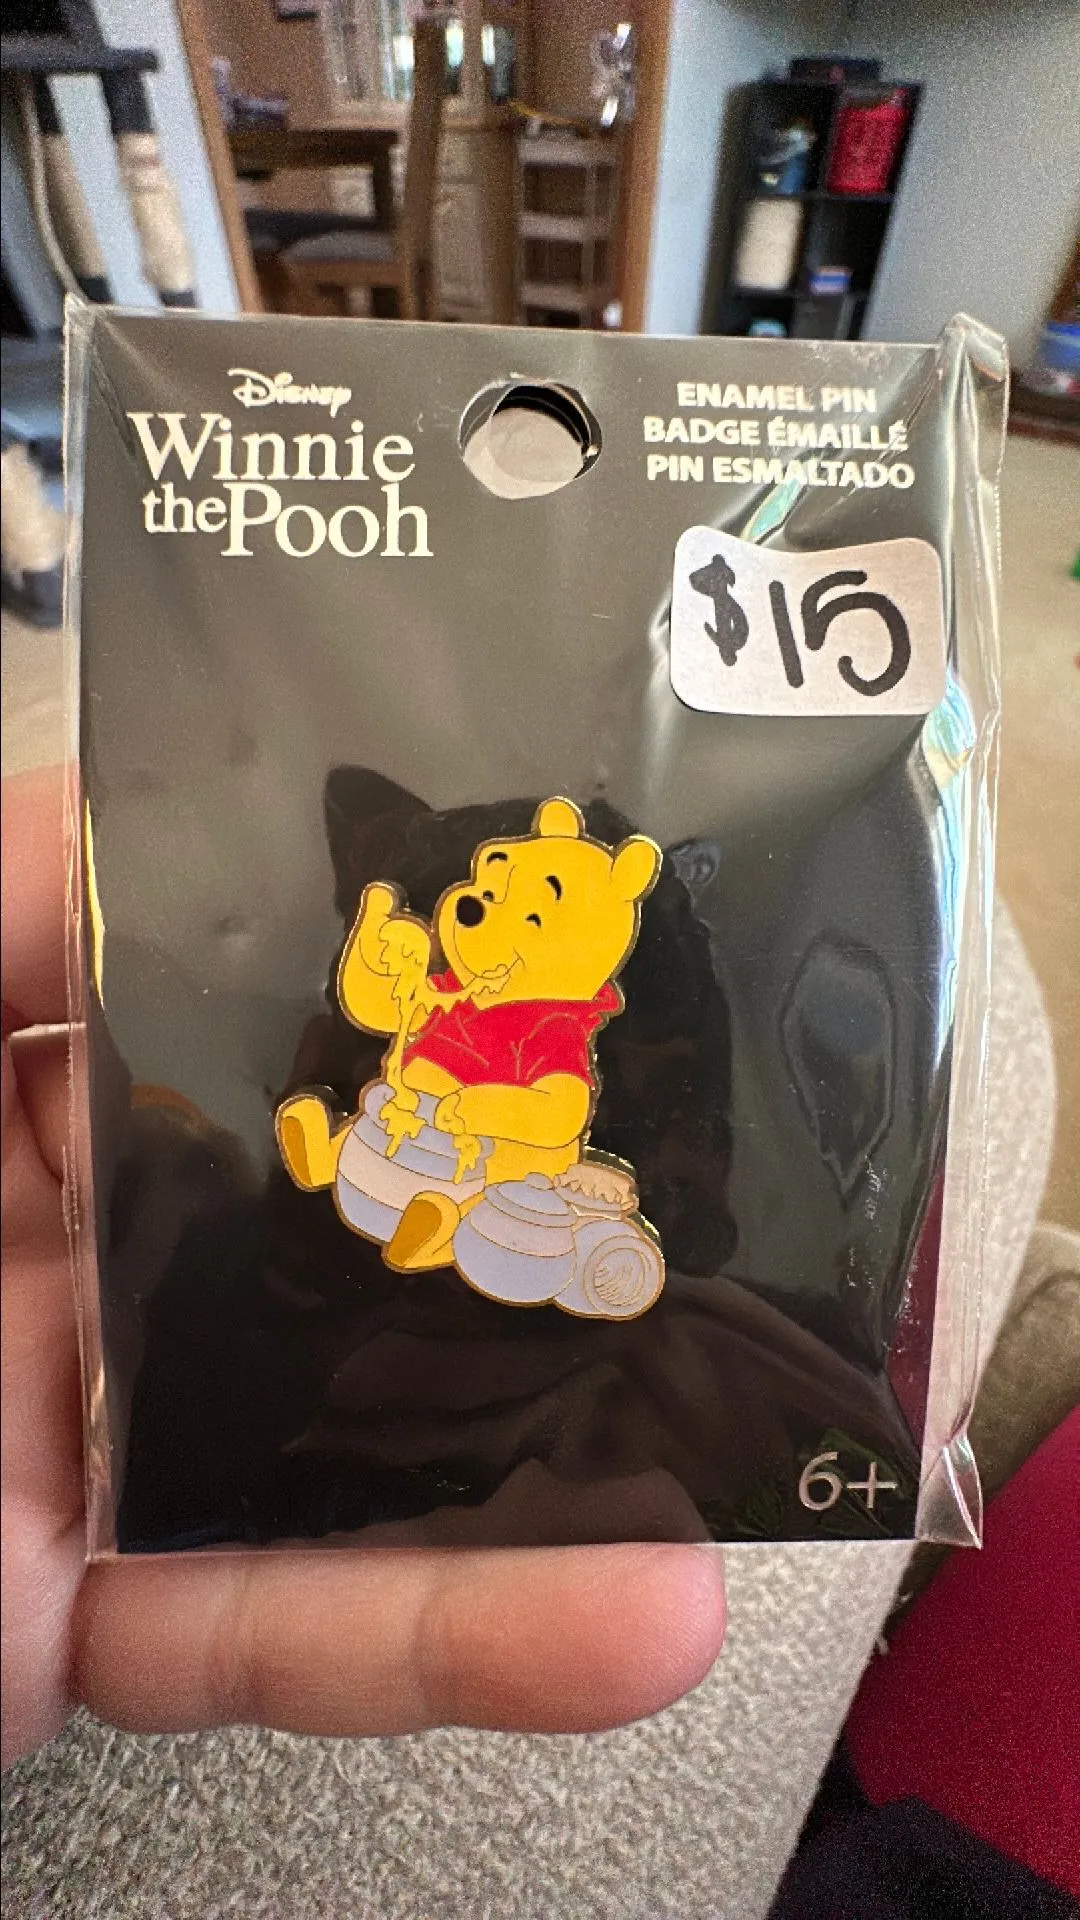 Disney
Winnie
the Pooh
ENAMEL PIN
BADGE ÉMAILLÉ
PIN ESMALTADO
$15
6+